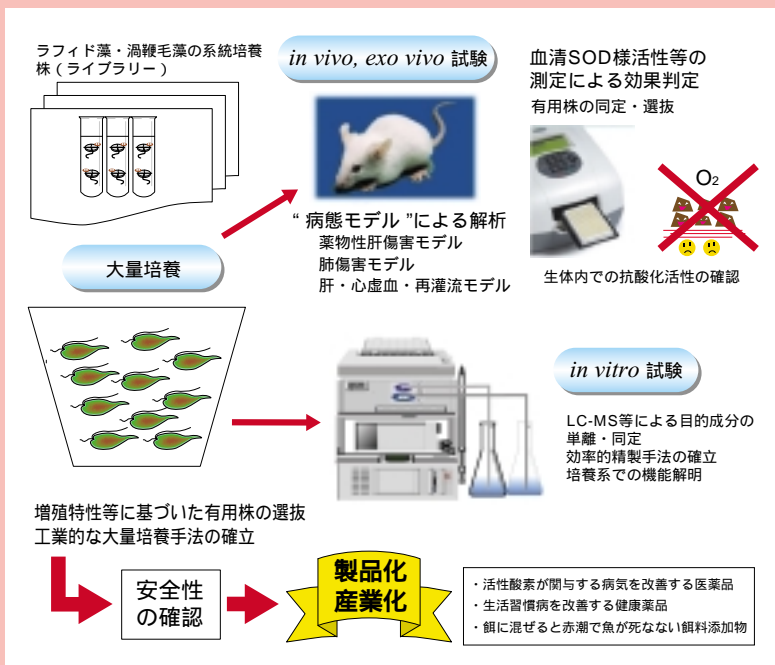 ラフィド藻・渦鞭毛藻の系統培養
株（ライブラリー）
in vivo, exo vivo 試験
血清SOD様活性等の
測定による効果判定
有用株の同定・選抜
O₂
“ 病態モデル ”による解析
薬物性肝傷害モデル
肺傷害モデル
肝・心虚血・再灌流モデル
生体内での抗酸化活性の確認
大量培養
in vitro 試験
LC-MS等による目的成分の
単離・同定
効率的精製手法の確立
培養系での機能解明
増殖特性等に基づいた有用株の選抜
工業的な大量培養手法の確立
安全性
の確認
製品化
産業化
・活性酸素が関与する病気を改善する医薬品
・生活習慣病を改善する健康薬品
・餌に混ぜると赤潮で魚が死なない餌料添加物